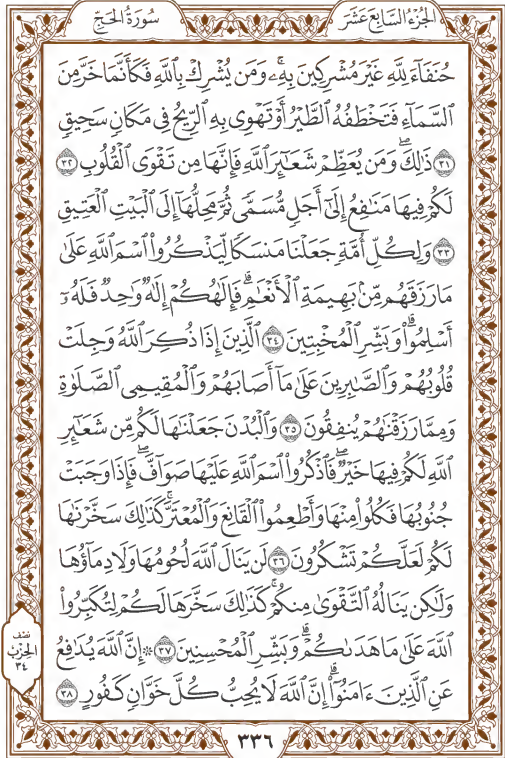 الجزء السابع عشر
سورة الحج
حُنَفَآءَ لِلَّهِ غَيْرَ مُشْرِكِينَ بِهِۦۚ وَمَن يُشْرِكْ بِٱللَّهِ فَكَأَنَّمَا خَرَّ مِنَ
ٱلسَّمَآءِ فَتَخْطَفُهُ ٱلطَّيْرُ أَوْ تَهْوِى بِهِ ٱلرِّيحُ فِى مَكَانٍ سَحِيقٍ
٣١ ذَٰلِكَۖ وَمَن يُعَظِّمْ شَعَٰٓئِرَ ٱللَّهِ فَإِنَّهَا مِن تَقْوَى ٱلْقُلُوبِ ٣٢
لَكُمْ فِيهَا مَنَٰفِعُ إِلَىٰٓ أَجَلٍ مُّسَمًّى ثُمَّ مَحِلُّهَآ إِلَى ٱلْبَيْتِ ٱلْعَتِيقِ
٣٣ وَلِكُلِّ أُمَّةٍ جَعَلْنَا مَنسَكًا لِّيَذْكُرُوا۟ ٱسْمَ ٱللَّهِ عَلَىٰ
مَا رَزَقَهُم مِّنۢ بَهِيمَةِ ٱلْأَنْعَٰمِۗ فَإِلَٰهُكُمْ إِلَٰهٌ وَٰحِدٌ فَلَهُۥٓ
أَسْلِمُوا۟ۗ وَبَشِّرِ ٱلْمُخْبِتِينَ ٣٤ ٱلَّذِينَ إِذَا ذُكِرَ ٱللَّهُ وَجِلَتْ
قُلُوبُهُمْ وَٱلصَّٰبِرِينَ عَلَىٰ مَآ أَصَابَهُمْ وَٱلْمُقِيمِى ٱلصَّلَوٰةِ
وَمِمَّا رَزَقْنَٰهُمْ يُنفِقُونَ ٣٥ وَٱلْبُدْنَ جَعَلْنَٰهَا لَكُم مِّن شَعَٰٓئِرِ
ٱللَّهِ لَكُمْ فِيهَا خَيْرٌۖ فَٱذْكُرُوا۟ ٱسْمَ ٱللَّهِ عَلَيْهَا صَوَآفَّۖ فَإِذَا وَجَبَتْ
جُنُوبُهَا فَكُلُوا۟ مِنْهَا وَأَطْعِمُوا۟ ٱلْقَانِعَ وَٱلْمُعْتَرَّۚ كَذَٰلِكَ سَخَّرْنَٰهَا
لَكُمْ لَعَلَّكُمْ تَشْكُرُونَ ٣٦ لَن يَنَالَ ٱللَّهَ لُحُومُهَا وَلَا دِمَآؤُهَا
وَلَٰكِن يَنَالُهُ ٱلتَّقْوَىٰ مِنكُمْۚ كَذَٰلِكَ سَخَّرَهَا لَكُمْ لِتُكَبِّرُوا۟
ٱللَّهَ عَلَىٰ مَا هَدَىٰكُمْۗ وَبَشِّرِ ٱلْمُحْسِنِينَ ٣٧ ۞ إِنَّ ٱللَّهَ يُدَٰفِعُ
عَنِ ٱلَّذِينَ ءَامَنُوٓا۟ۗ إِنَّ ٱللَّهَ لَا يُحِبُّ كُلَّ خَوَّانٍ كَفُورٍ ٣٨
نصف
الحزب
٣٤
٣٣٦